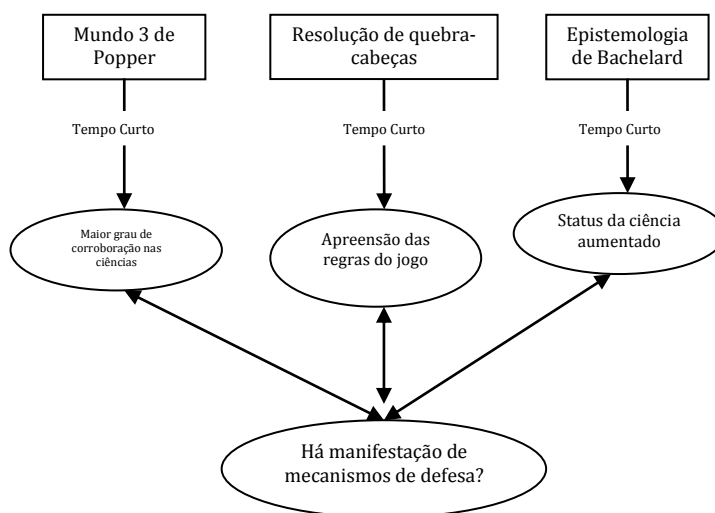 Mundo 3 de
Popper
Resolução de quebra-
cabeças
Epistemologia
de Bachelard
Tempo Curto
Tempo Curto
Tempo Curto
Maior grau de
corroboração nas
ciências
Apreensão das
regras do jogo
Status da ciência
aumentado
Há manifestação de
mecanismos de defesa?